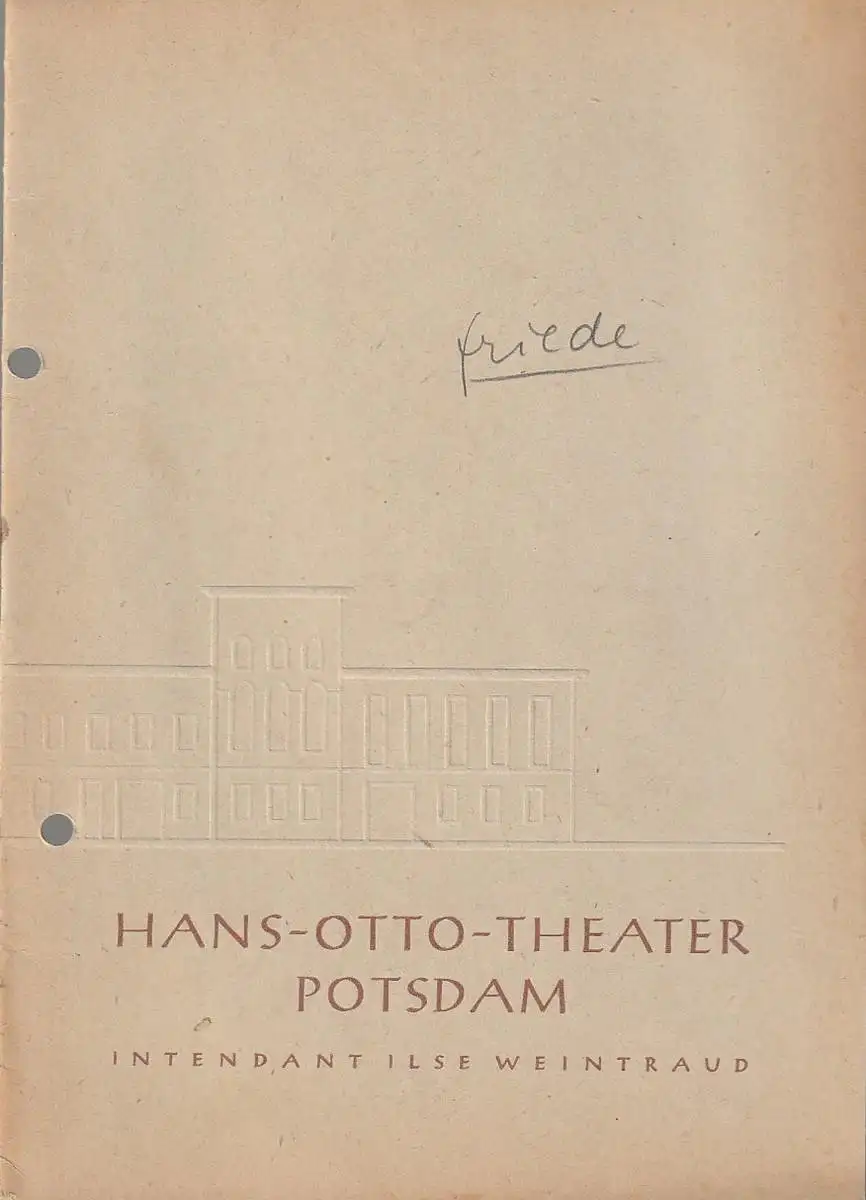 friede
HANS-OTTO-THEATER
POTSDAM
INTENDANT ILSE WEINTRAUD